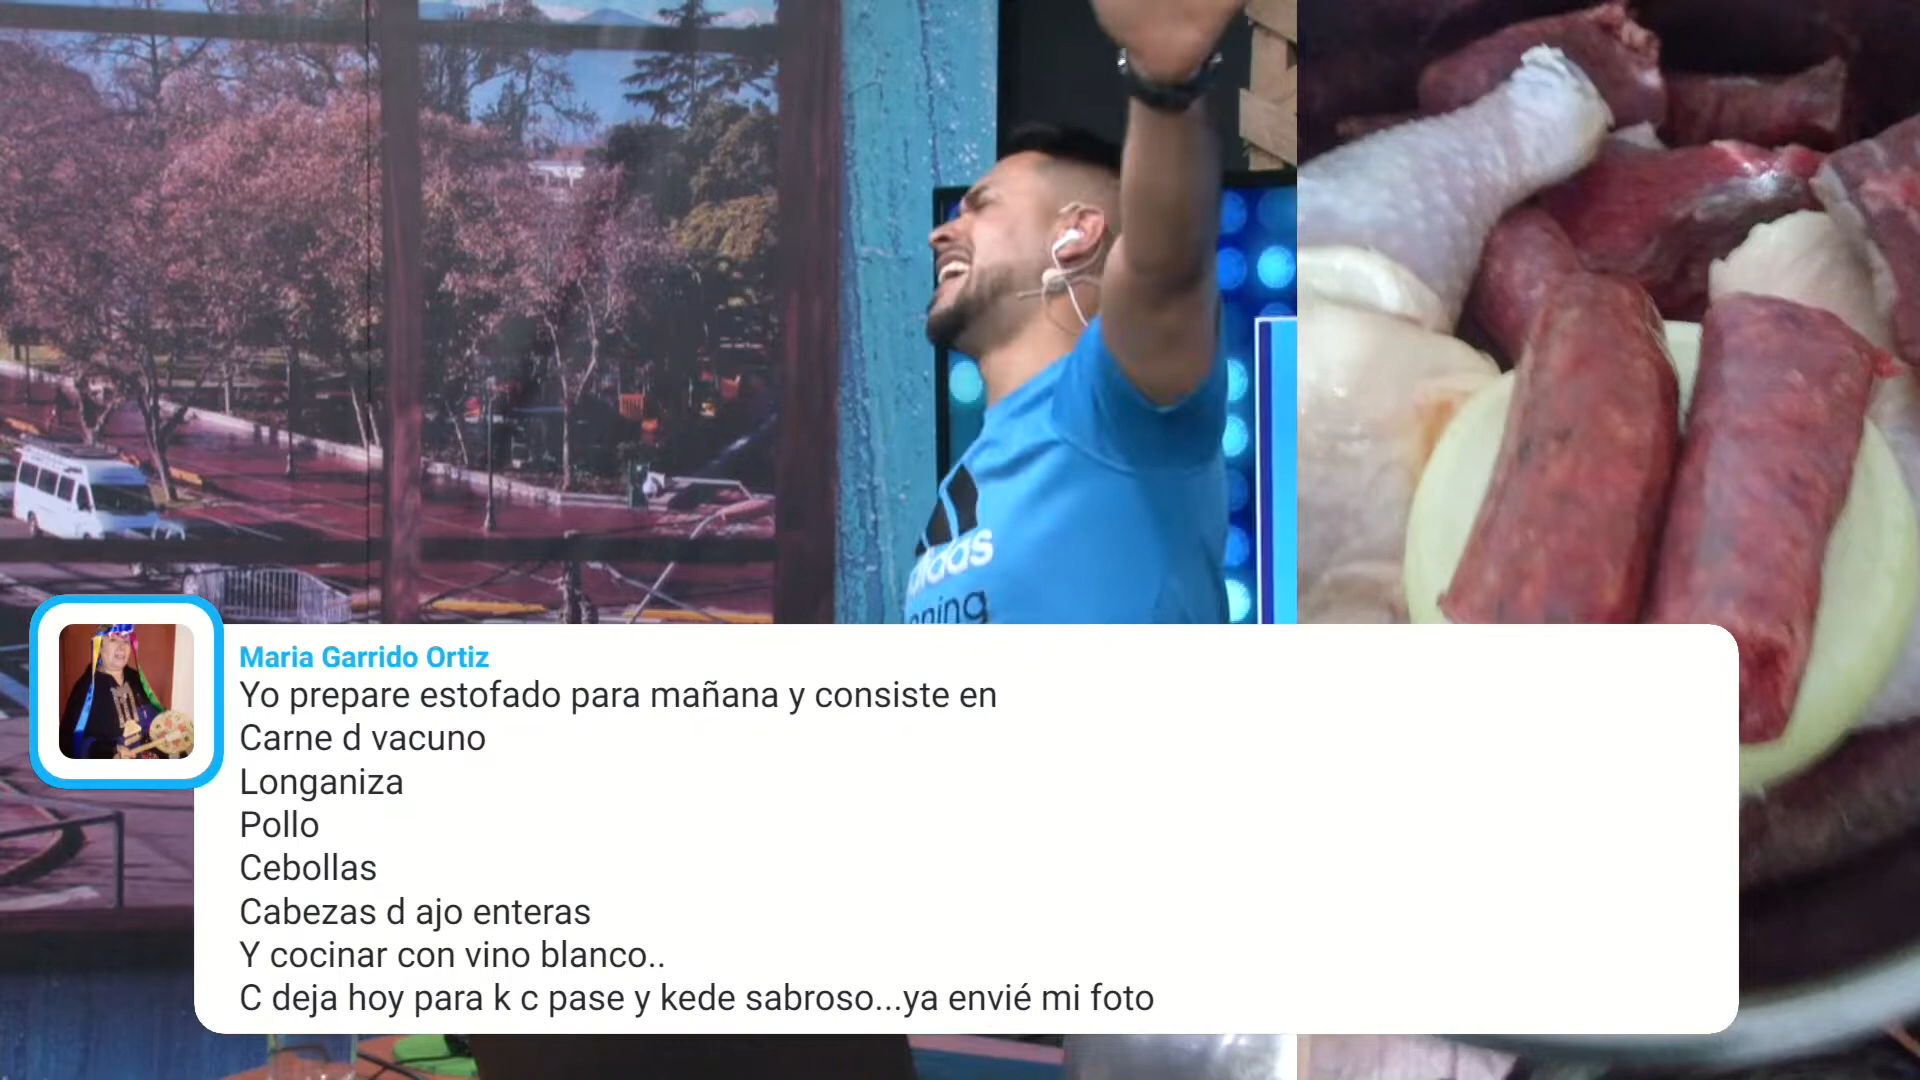 adidas
Maria Garrido Ortiz
Yo prepare estofado para mañana y consiste en
Carne d vacuno
Longaniza
Pollo
Cebollas
Cabezas d ajo enteras
Y cocinar con vino blanco..
C deja hoy para k c pase y kede sabroso...ya envié mi foto